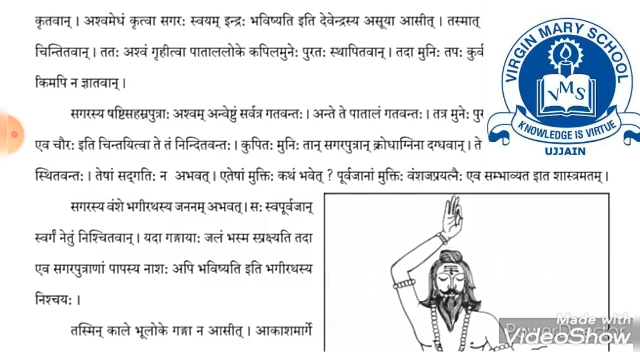 कृतवान्। अश्वमेधं कृत्वा सगरः स्वयम् इन्द्रः भविष्यति इति देवेन्द्रस्य असूया आसीत्। तस्मात्
चिन्तितवान्। ततः अश्वं गृहीत्वा पाताललोके कपिलमुनेः पुरतः स्थापितवान्। तदा मुनिः तपः
किमपि न ज्ञातवान्।
सगरस्य षष्टिसहस्रपुत्राः अश्वम् अन्वेष्टुं सर्वत्र गतवन्तः। अन्ते ते पातालं गतवन्तः। तत्र मुनेः
एव चौरः इति चिन्तयित्वा ते तं निन्दितवन्तः। कुपितः मुनिः तान् सगरपुत्रान् क्रोधाग्निना दग्धवान्। ते
स्थितवन्तः। तेषां सद्गतिः न अभवत्। एतेषां मुक्तिः कथं भवेत्? पूर्वजानां मुक्तिः वंशजप्रयत्नैः एव सम्भाव्यत इति शास्त्रमतम्।
सगरस्य वंशे भगीरथस्य जननम् अभवत्। सः स्वपूर्वजान्
स्वर्गं नेतुं निश्चितवान्। यदा गङ्गायाः जलं भस्म स्प्रक्ष्यति तदा
एव सगरपुत्राणां पापस्य नाशः अपि भविष्यति इति भगीरथस्य
निश्चयः।
तस्मिन् काले भूलोके गङ्गा न आसीत्। आकाशमार्गे
VIRGIN MARY SCHOOL
VMS
KNOWLEDGE IS VIRTUE
UJJAIN
Made with
VideoShow